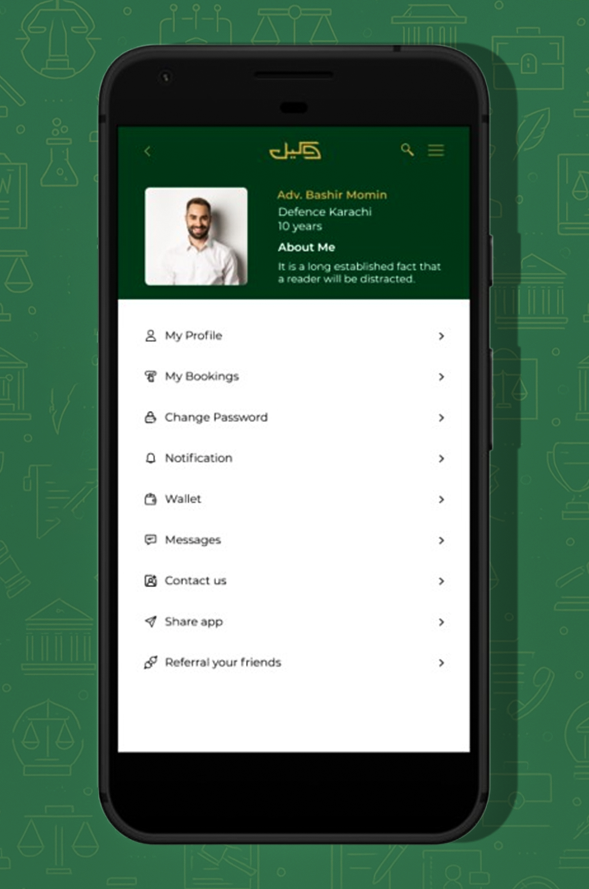 وکیل
Adv. Bashir Momin
Defence Karachi
10 years
About Me
It is a long established fact that
a reader will be distracted.
My Profile
My Bookings
Change Password
Notification
Wallet
Messages
Contact us
Share app
Referral your friends
W